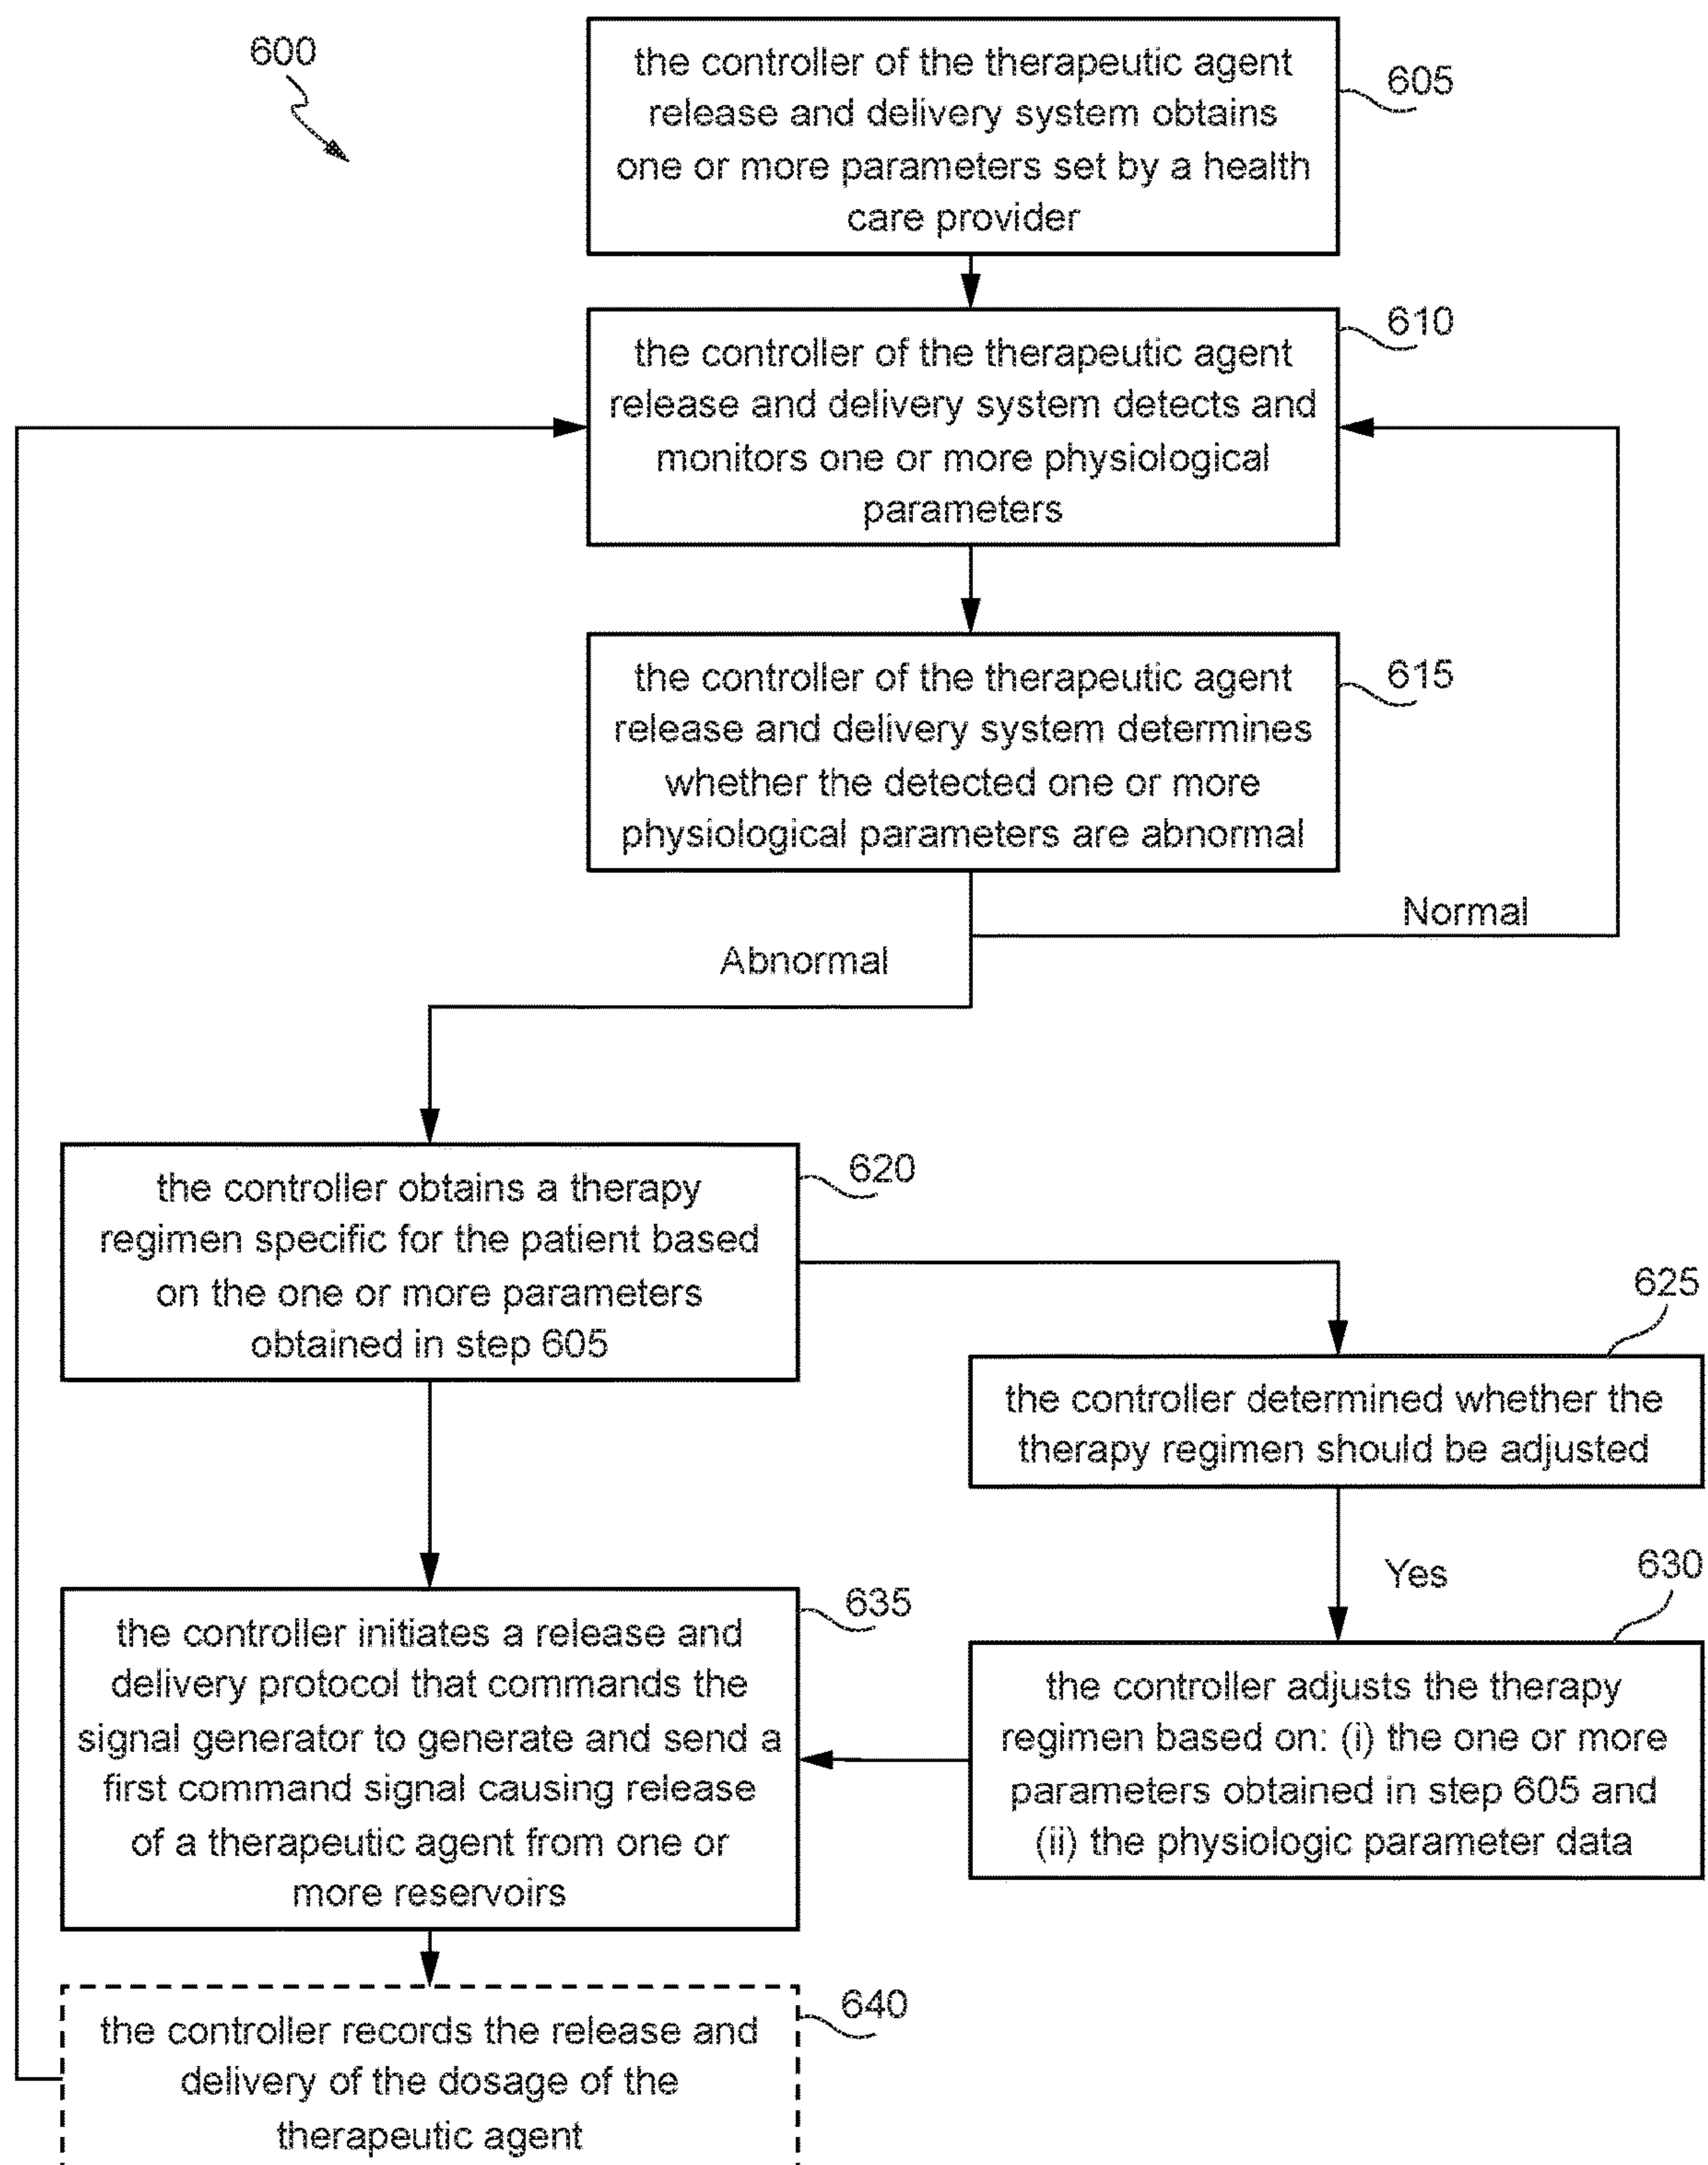 600
the controller of the therapeutic agent
release and delivery system obtains
one or more parameters set by a health
care provider
605
the controller of the therapeutic agent
release and delivery system detects and
monitors one or more physiological
parameters
610
the controller of the therapeutic agent
release and delivery system determines
whether the detected one or more
physiological parameters are abnormal
615
Normal
Abnormal
the controller obtains a therapy
regimen specific for the patient based
on the one or more parameters
obtained in step 605
620
625
the controller determined whether the
therapy regimen should be adjusted
Yes
630
the controller adjusts the therapy
regimen based on: (i) the one or more
parameters obtained in step 605 and
(ii) the physiologic parameter data
635
the controller initiates a release and
delivery protocol that commands the
signal generator to generate and send a
first command signal causing release
of a therapeutic agent from one or
more reservoirs
640
the controller records the release and
delivery of the dosage of the
therapeutic agent